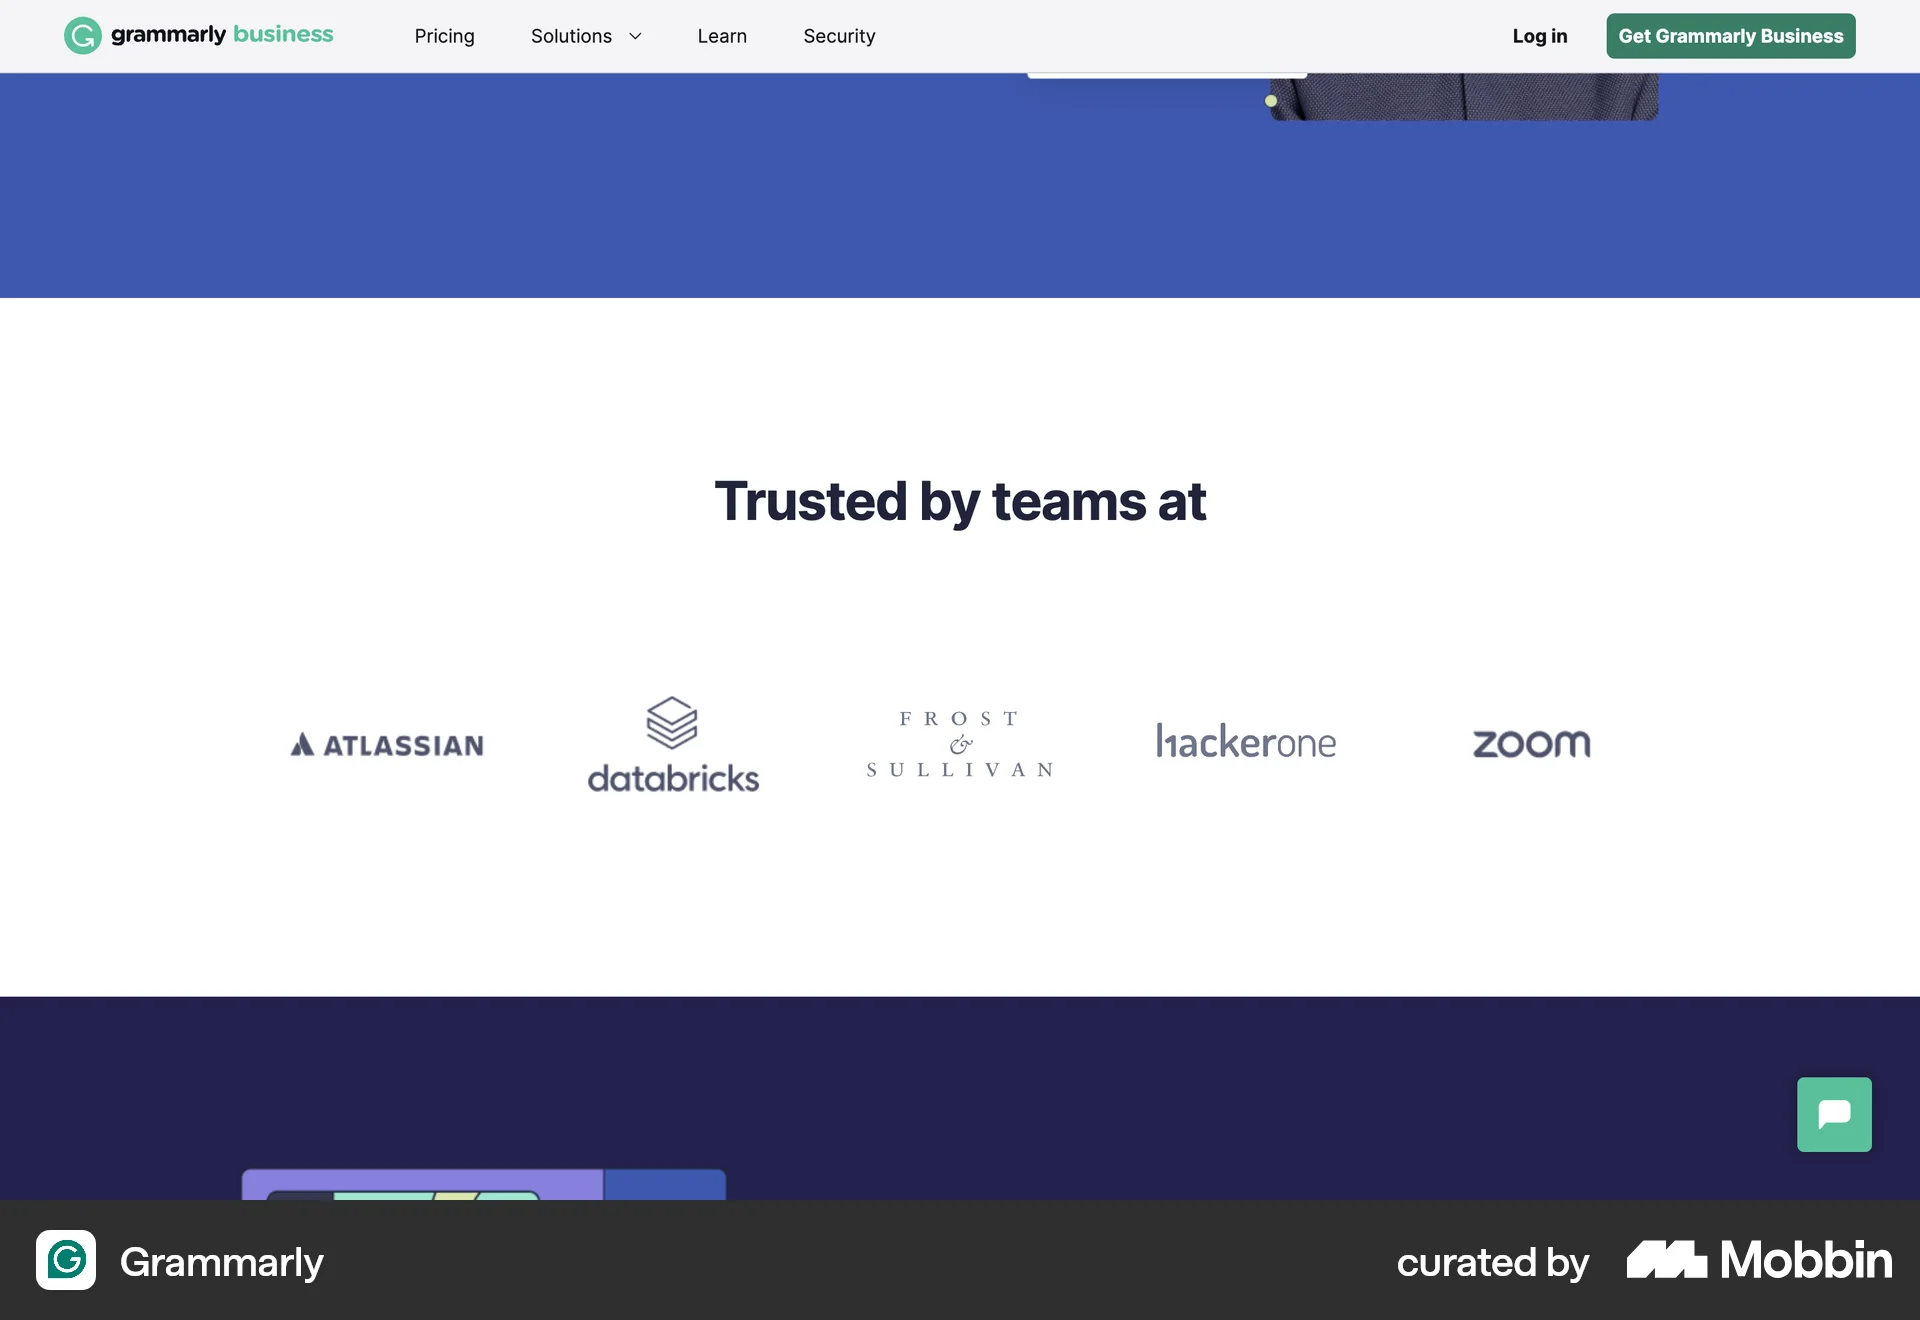 grammarly business
Pricing
Solutions
Learn
Security
Log in
Get Grammarly Business
Trusted by teams at
ATLASSIAN
databricks
FROST
&
SULLIVAN
hackerone
zoom
Grammarly
curated by
Mobbin